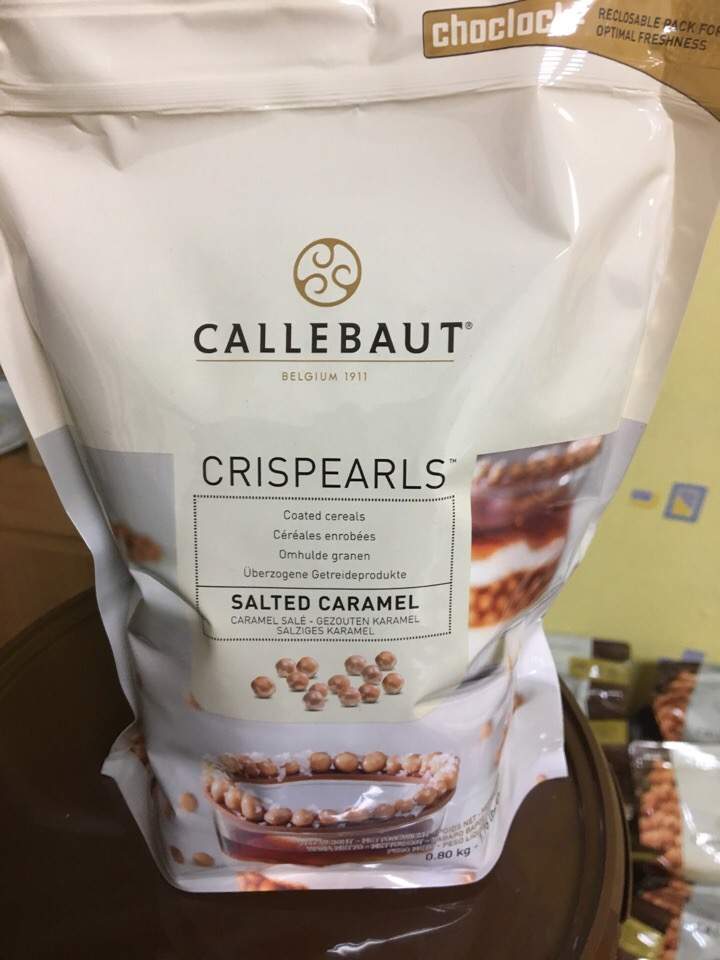 choclock
RECLOSABLE PACK FOR
OPTIMAL FRESHNESS
CALLEBAUT®
BELGIUM 1911
CRISPEARLS™
Coated cereals
Céréales enrobées
Omhulde granen
Überzogene Getreideprodukte
SALTED CARAMEL
CARAMEL SALÉ - GEZOUTEN KARAMEL
SALZIGES KARAMEL
0.80 kg -